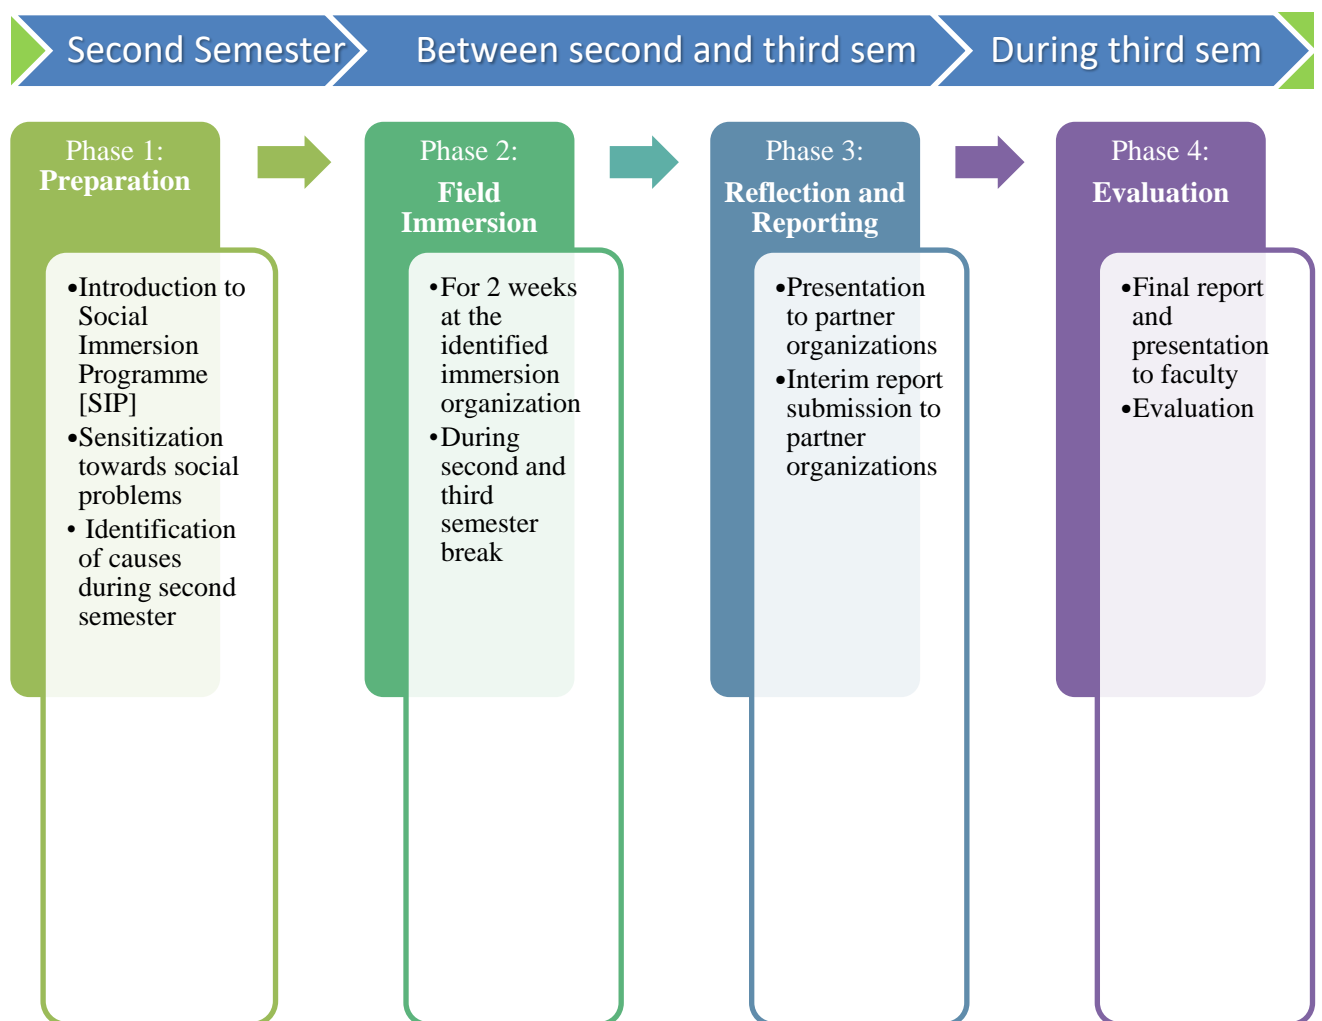 Second Semester
Between second and third sem
During third sem
Phase 1:
Preparation
•Introduction to
Social
Immersion
Programme
[SIP]
•Sensitization
towards social
problems
• Identification
of causes
during second
semester
Phase 2:
Field
Immersion
•For 2 weeks
at the
identified
immersion
organization
•During
second and
third
semester
break
Phase 3:
Reflection and
Reporting
•Presentation
to partner
organizations
•Interim report
submission to
partner
organizations
Phase 4:
Evaluation
•Final report
and
presentation
to faculty
•Evaluation